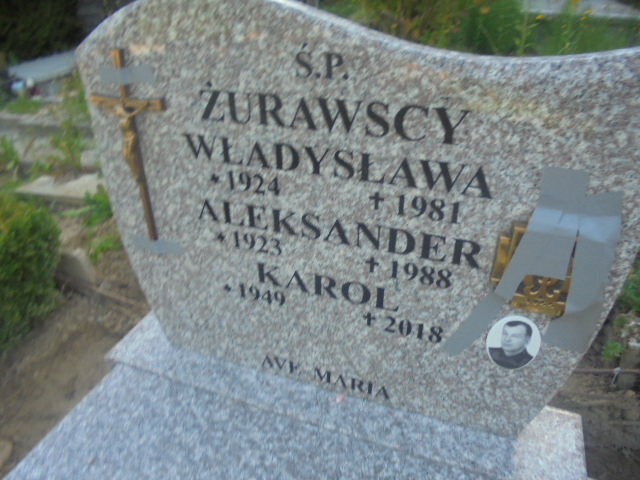 Ś.P.
ŻURAWSCY
WŁADYSŁAWA
* 1924 + 1981
ALEKSANDER
* 1923 + 1988
KAROL
* 1949 + 2018
AVE MARIA